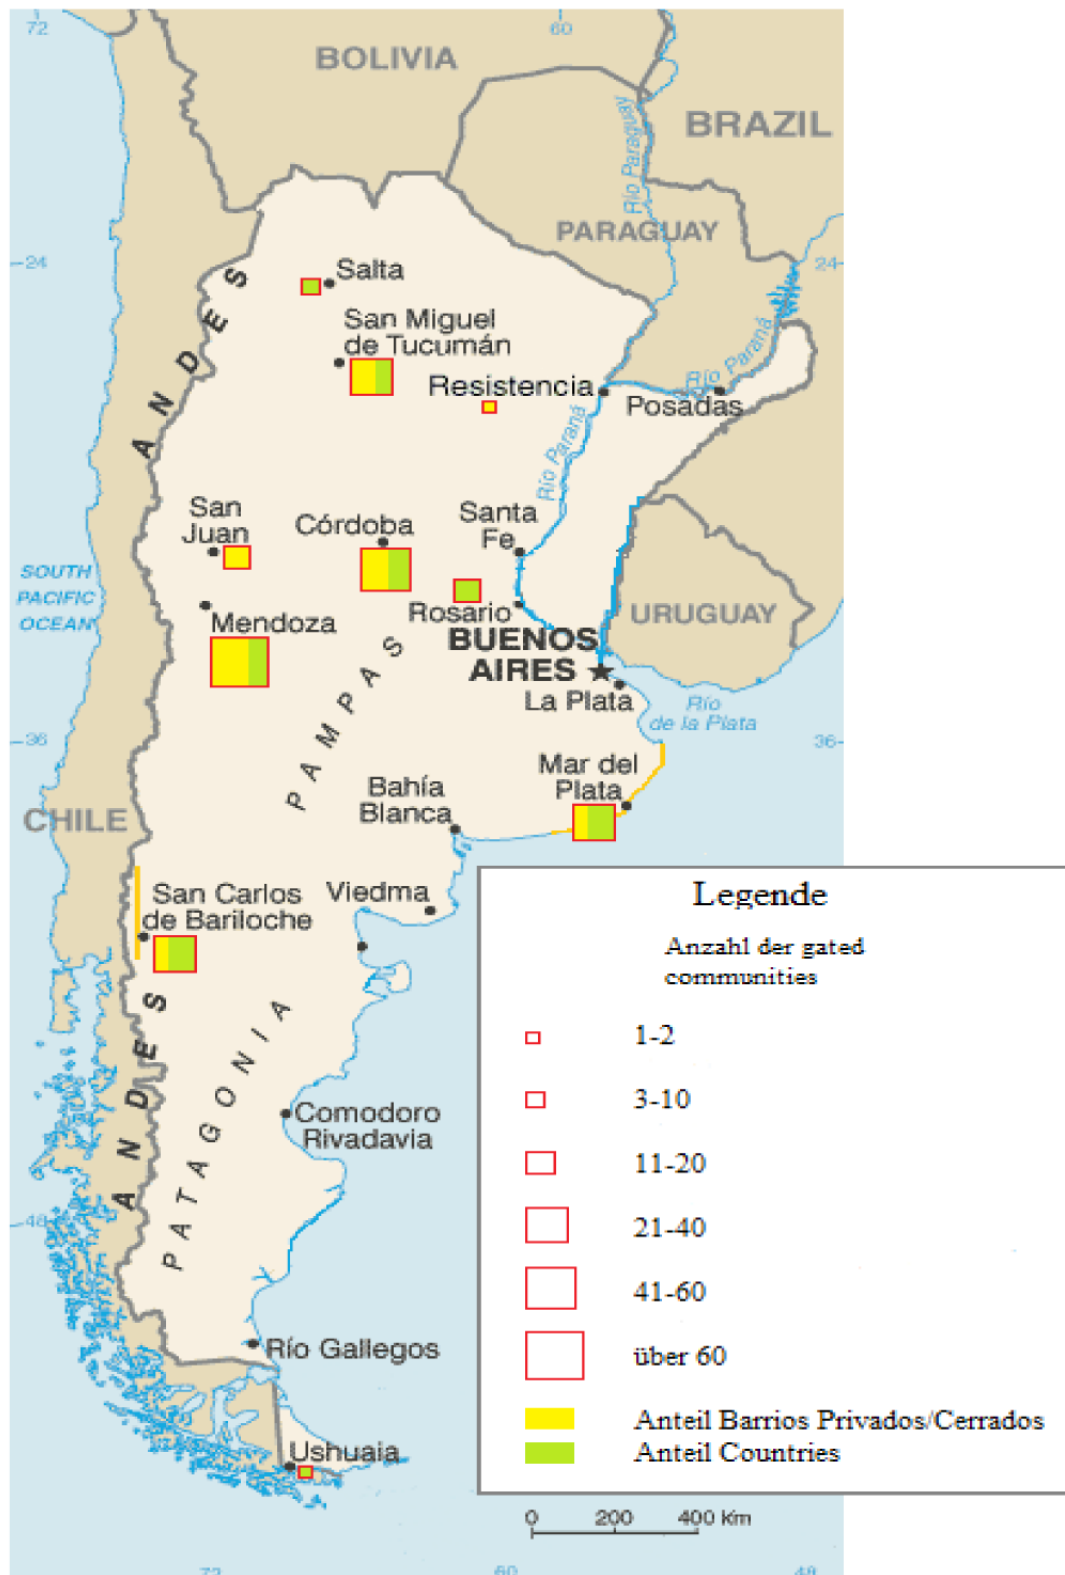 72
60
BOLIVIA
BRAZIL
Río Paraguay
PARAGUAY
24
24
ANDES
Salta
San Miguel
de Tucumán
Resistencia
Río Paraná
Posadas
Río Paraná
San
Juan
Córdoba
Santa
Fe
SOUTH
PACIFIC
OCEAN
Mendoza
Rosario
URUGUAY
BUENOS
AIRES
La Plata
Río
de la Plata
PAMPAS
36
36
Mar del
Plata
Bahía
Blanca
CHILE
San Carlos
de Bariloche
Viedma
ANDES
PATAGONIA
Comodoro
Rivadavia
48
Río Gallegos
Ushuaia
Legende
Anzahl der gated
communities
1-2
3-10
11-20
21-40
41-60
über 60
Anteil Barrios Privados/Cerrados
Anteil Countries
0 200 400 km
72
60
48